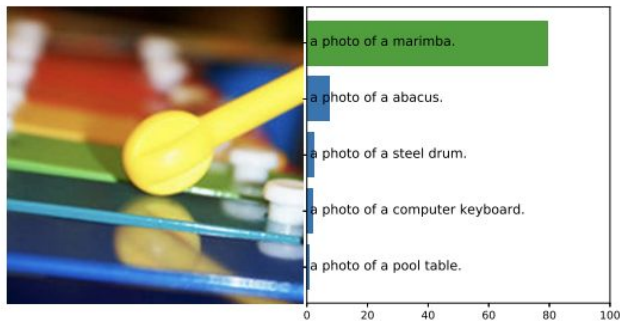 a photo of a marimba.
a photo of a abacus.
a photo of a steel drum.
a photo of a computer keyboard.
a photo of a pool table.
0 20 40 60 80 100